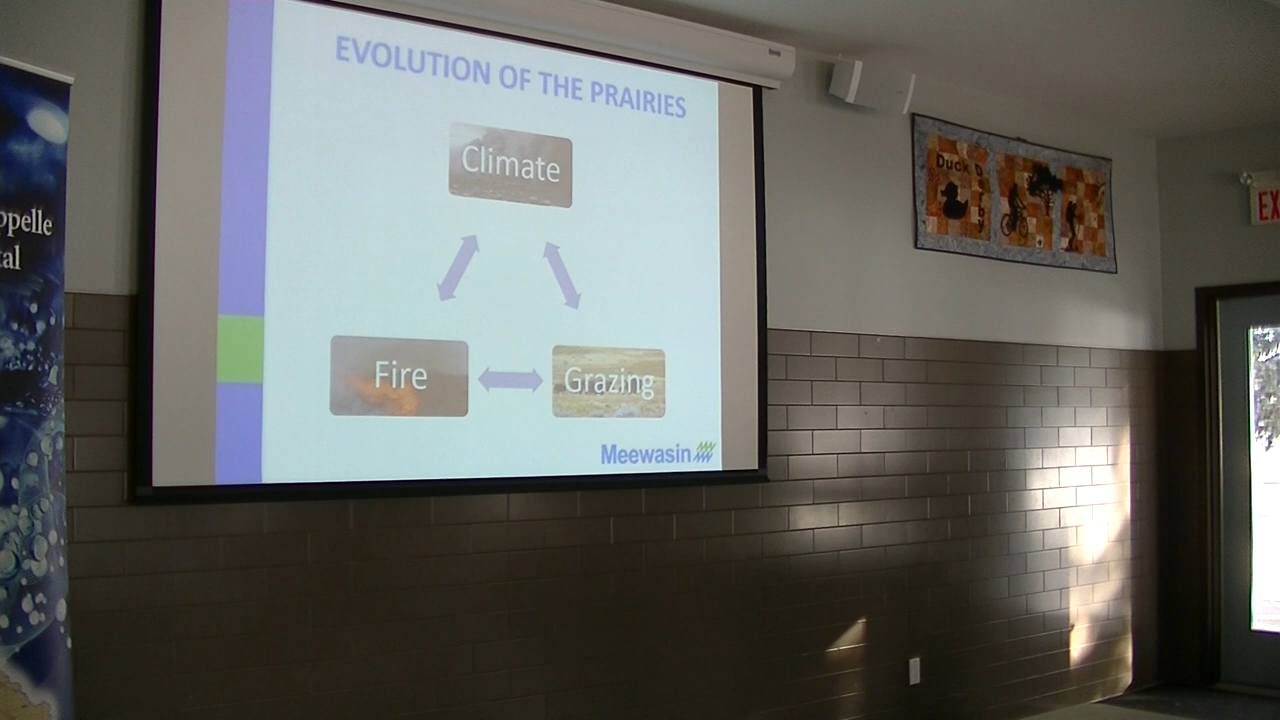 EVOLUTION OF THE PRAIRIES
Climate
Fire
Grazing
Meewasin
ppelle
tal
Duck D
e
r
b
y
EX